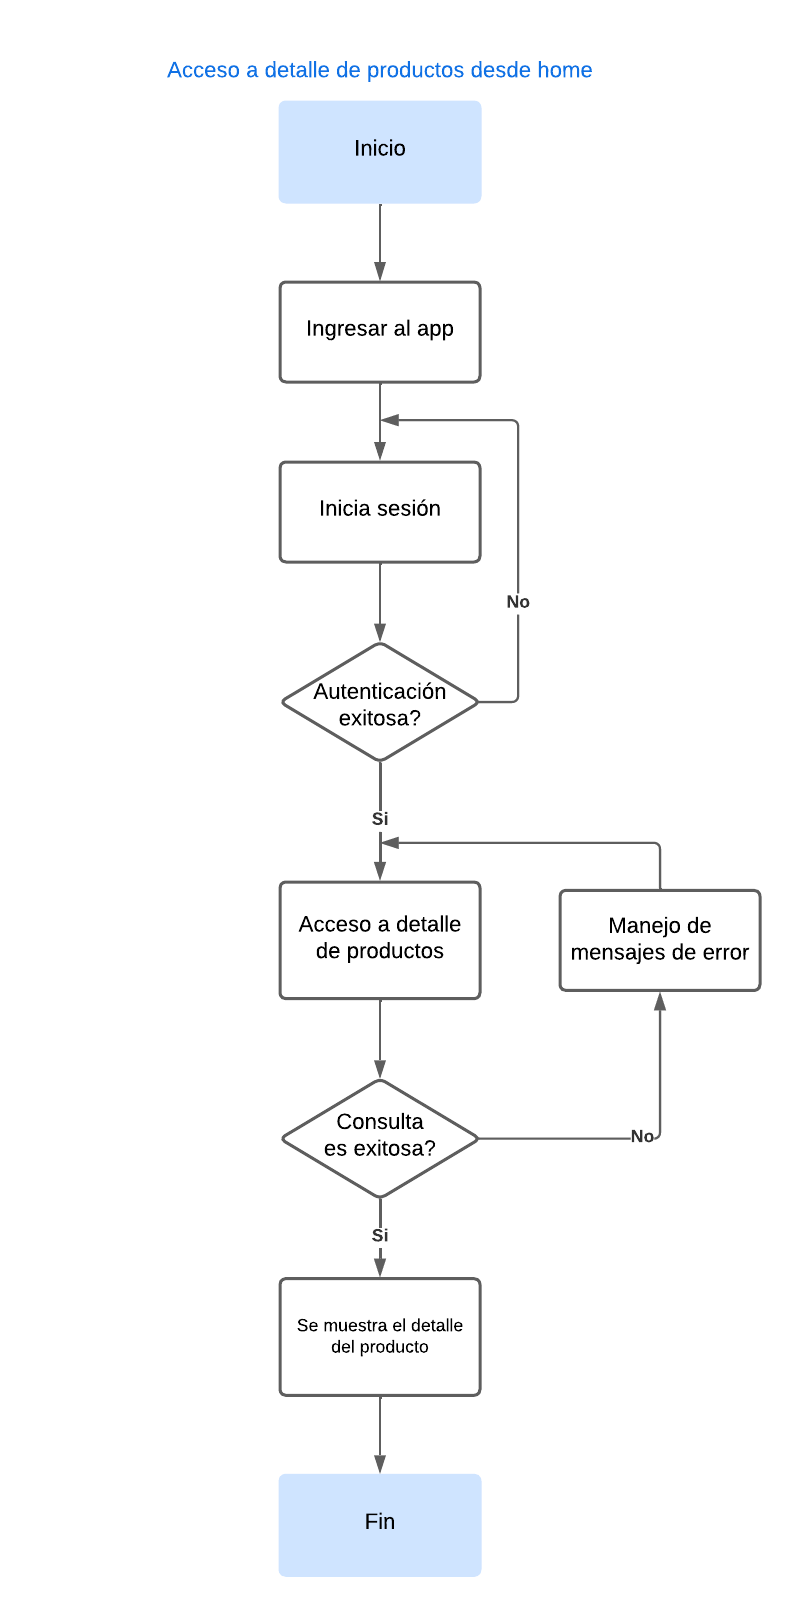 Acceso a detalle de productos desde home
Inicio
Ingresar al app
Inicia sesión
No
Autenticación
exitosa?
Si
Acceso a detalle
de productos
Manejo de
mensajes de error
Consulta
es exitosa?
No
Si
Se muestra el detalle
del producto
Fin